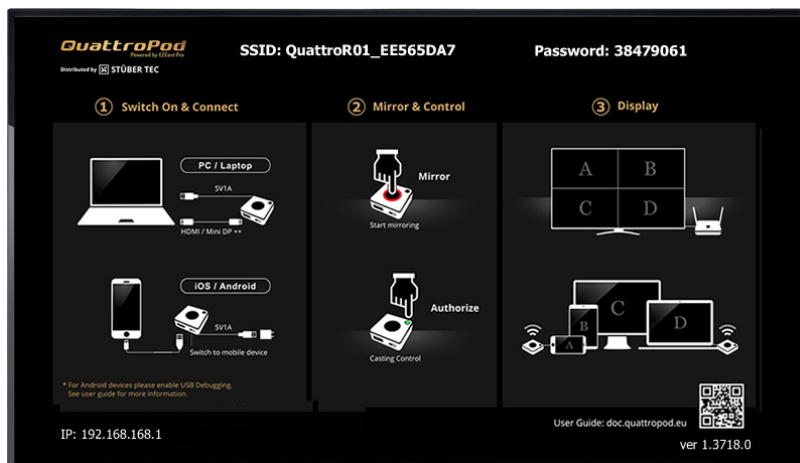 QuattroPod
Powered by EZCast Pro
Distributed by STÜBER TEC
SSID: QuattroR01_EE565DA7
Password: 38479061
1 Switch On & Connect
PC / Laptop
5V1A
HDMI / Mini DP ++
iOS / Android
5V1A
Switch to mobile device
* For Android devices please enable USB Debugging.
See user guide for more information.
2 Mirror & Control
Mirror
Start mirroring
Authorize
Casting Control
3 Display
A B
C D
A B C D
User Guide: doc.quattropod.eu
IP: 192.168.168.1
ver 1.3718.0